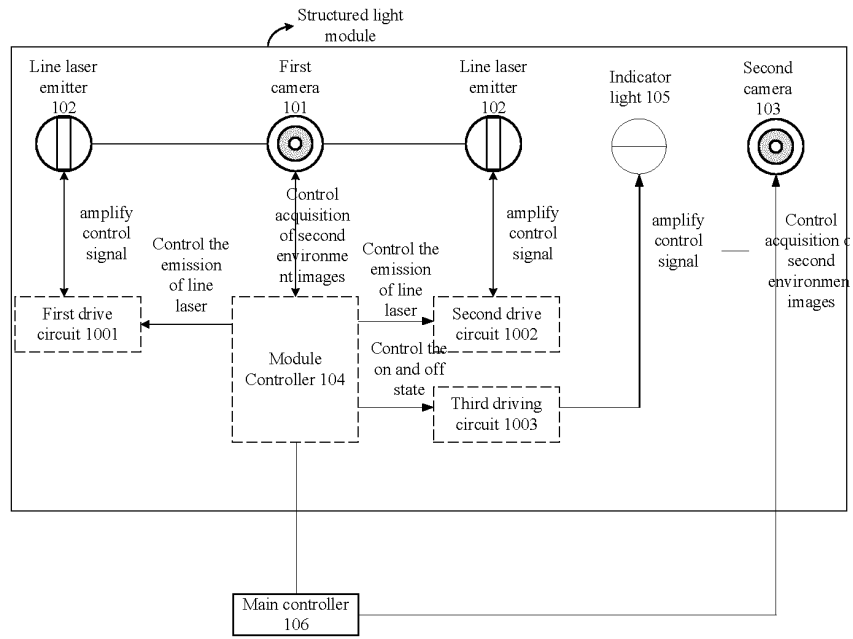 Structured light
module
Line laser
emitter
102
First
camera
101
Line laser
emitter
102
Indicator
light 105
Second
camera
103
amplify
control
signal
Control
acquisition
of second
environme
nt images
amplify
control
signal
amplify
control
signal
Control
acquisition o
second
environmen
images
Control the
emission
of line
laser
Control the
emission
of line
laser
First drive
circuit 1001
Module
Controller 104
Second drive
circuit 1002
Control the
on and off
state
Third driving
circuit 1003
Main controller
106